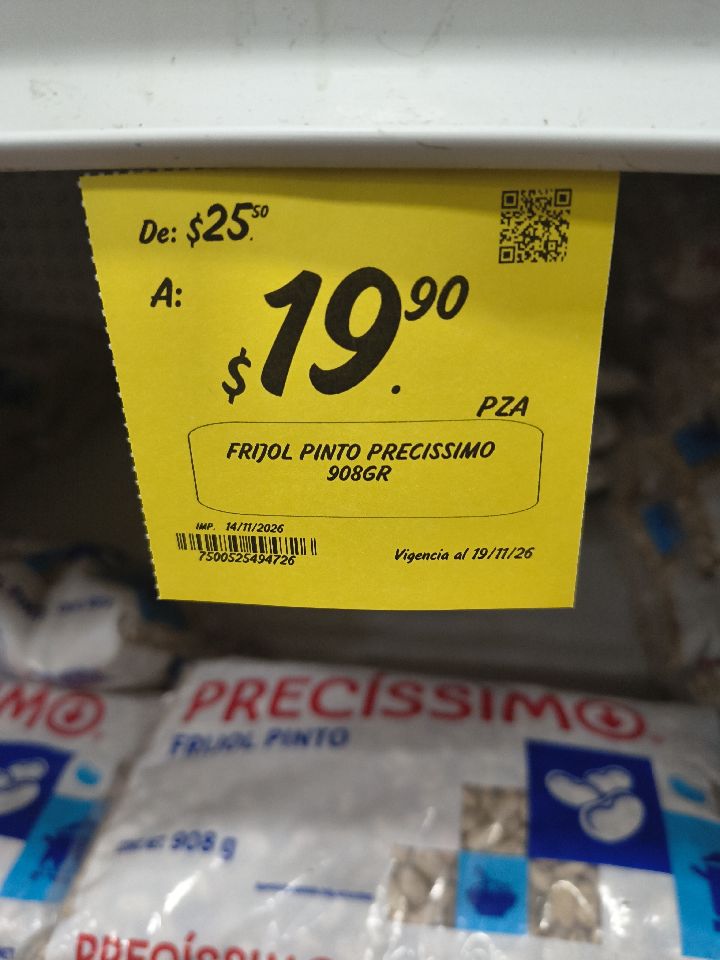 De: $25.50
A:
$19.90
PZA
FRIJOL PINTO PRECISSIMO
908GR
IMP. 14/11/2026
7500525494726
Vigencia al 19/11/26
PRECÍSSIMO
FRIJOL PINTO
908 g